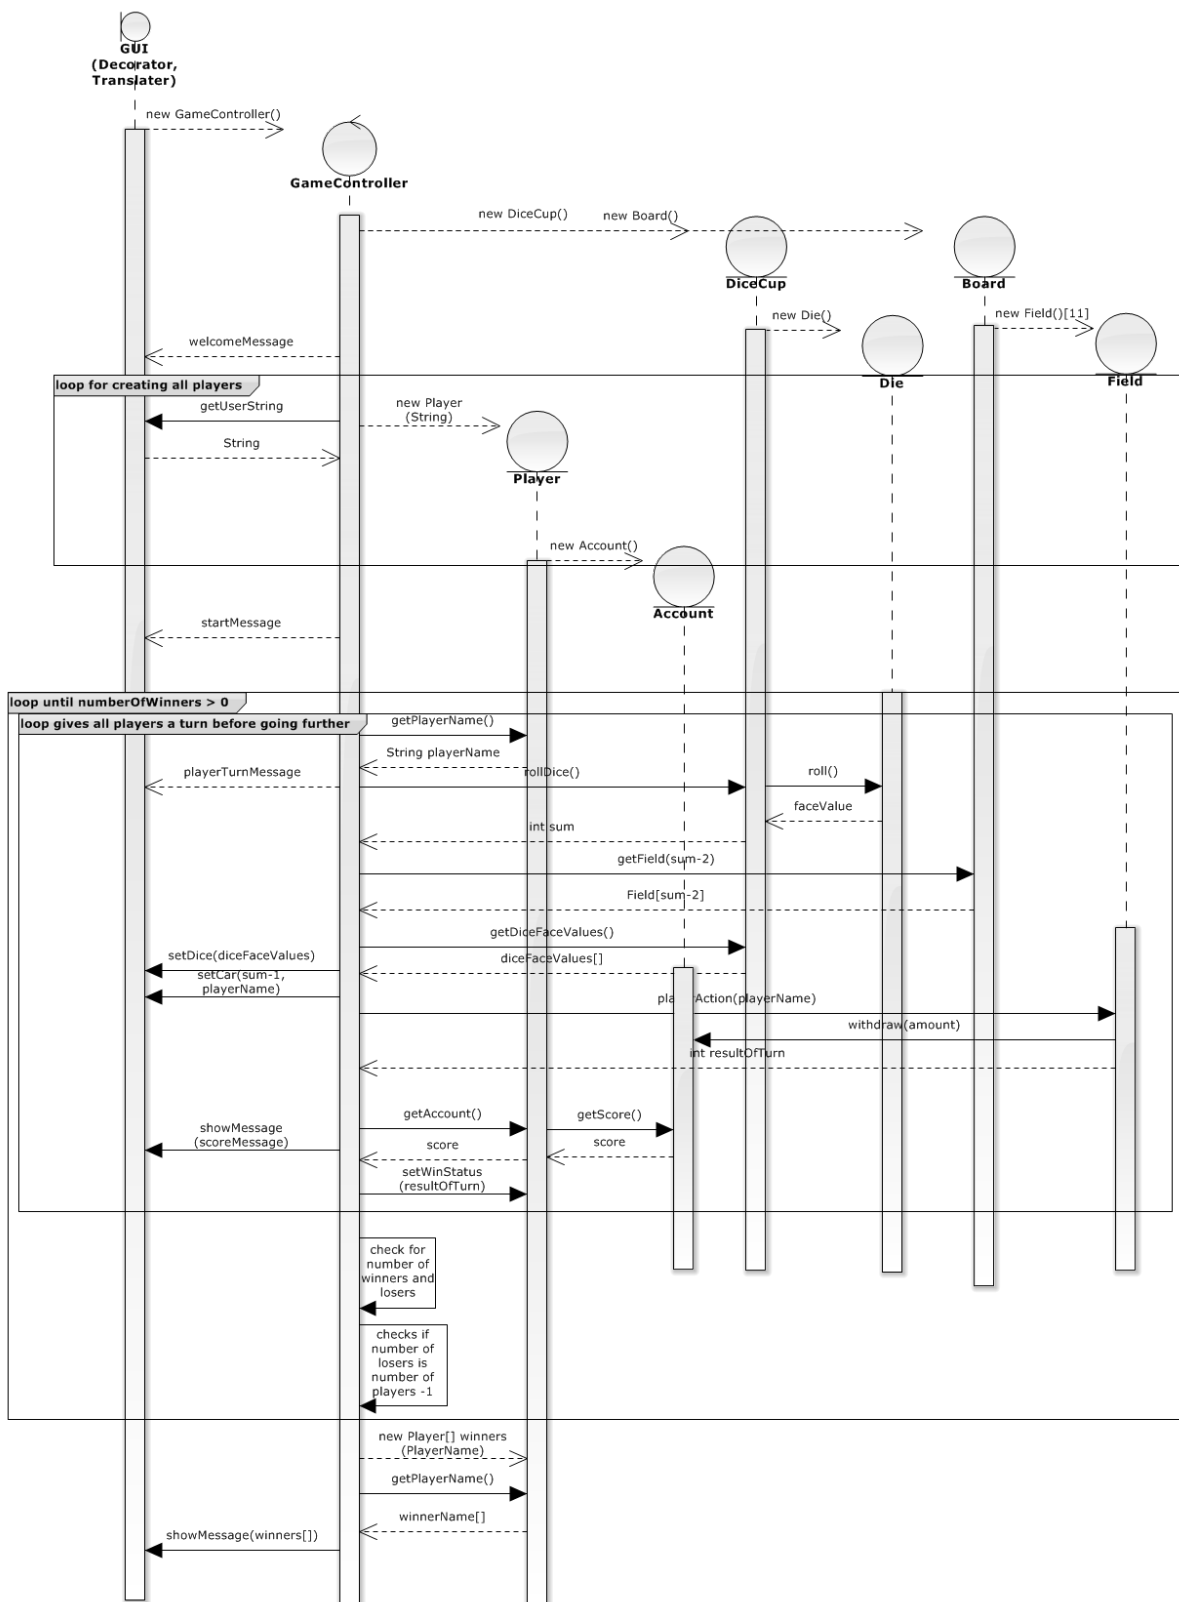 GUI
(Decorator,
Translater)
new GameController()
GameController
new DiceCup()
new Board()
DiceCup
Board
new Die()
new Field()[11]
welcomeMessage
Die
Field
loop for creating all players
getUserString
new Player
(String)
String
Player
new Account()
Account
startMessage
loop until numberOfWinners > 0
loop gives all players a turn before going further
getPlayerName()
String playerName
playerTurnMessage
rollDice()
roll()
faceValue
int sum
getField(sum-2)
Field[sum-2]
getDiceFaceValues()
setDice(diceFaceValues)
diceFaceValues[]
setCar(sum-1,
playerName)
playerAction(playerName)
withdraw(amount)
int resultOfTurn
getAccount()
getScore()
showMessage
(scoreMessage)
score
score
setWinStatus
(resultOfTurn)
check for
number of
winners and
losers
checks if
number of
losers is
number of
players -1
new Player[] winners
(PlayerName)
getPlayerName()
winnerName[]
showMessage(winners[])